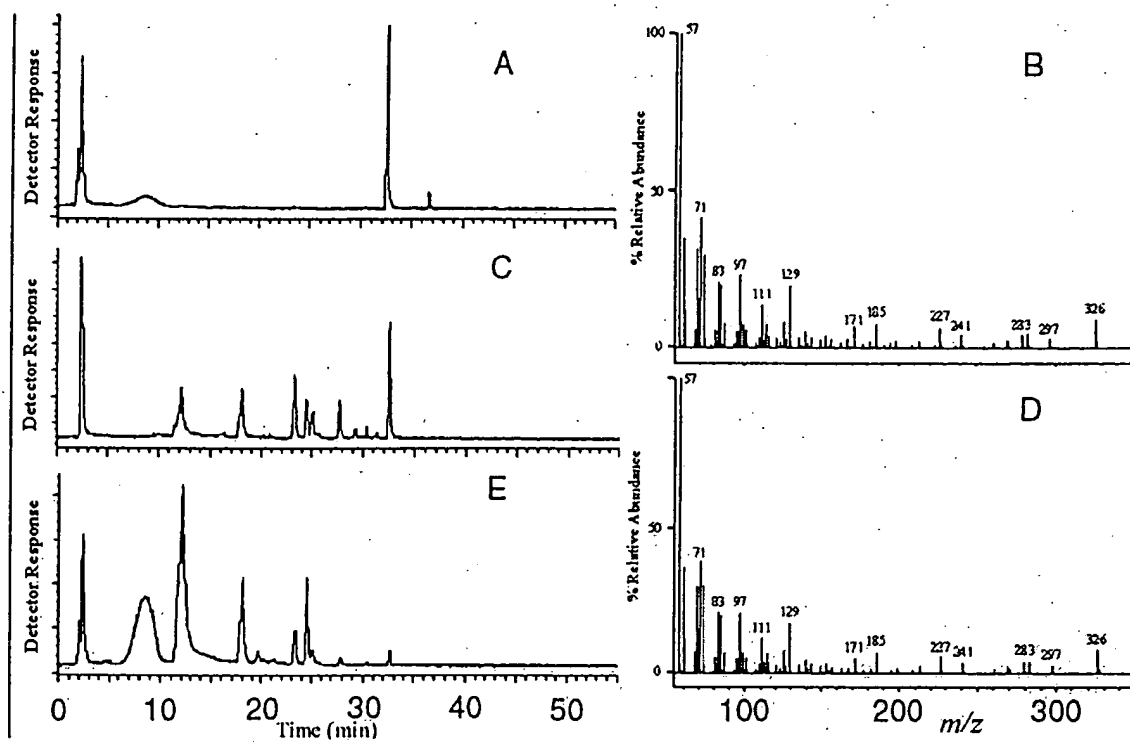 Detector Response
A
Detector Response
C
Detector Response
E
0 10 20 30 40 50
Time (min)
% Relative Abundance
100
50
0
57
71
83
97
111
129
171
185
227
241
283
297
326
B
% Relative Abundance
50
0
57
71
83
97
111
129
171
185
227
241
283
297
326
D
100 200 300
m/z